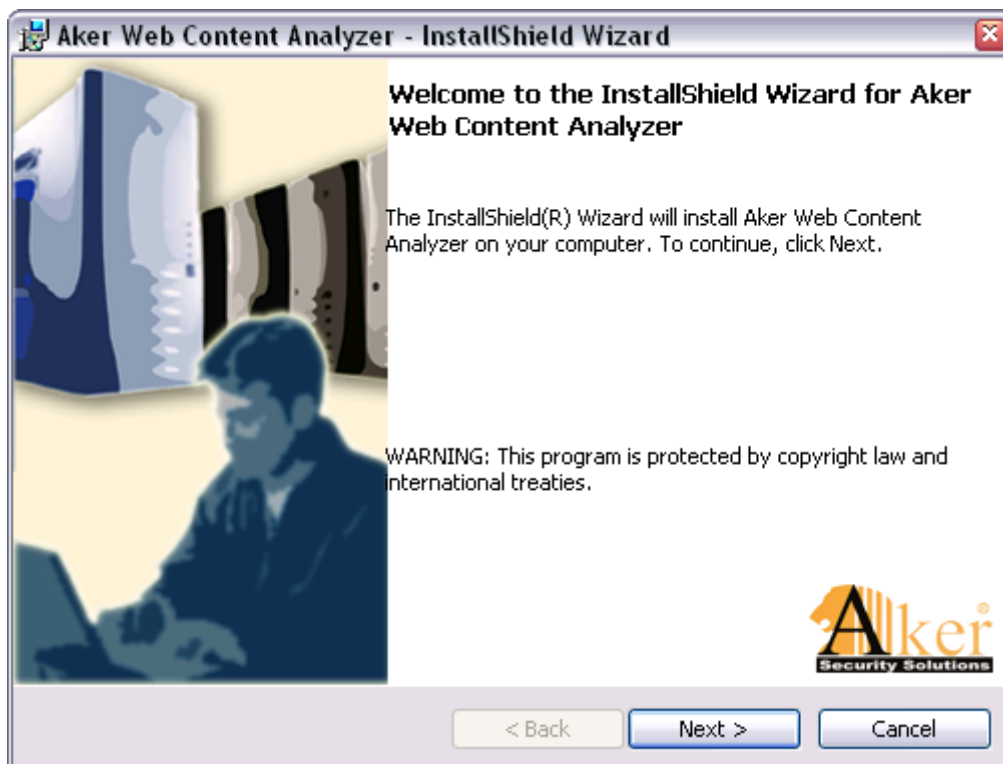 Aker Web Content Analyzer - InstallShield Wizard
Welcome to the InstallShield Wizard for Aker
Web Content Analyzer
The InstallShield(R) Wizard will install Aker Web Content
Analyzer on your computer. To continue, click Next.
WARNING: This program is protected by copyright law and
international treaties.
Aker®
Security Solutions
< Back
Next >
Cancel